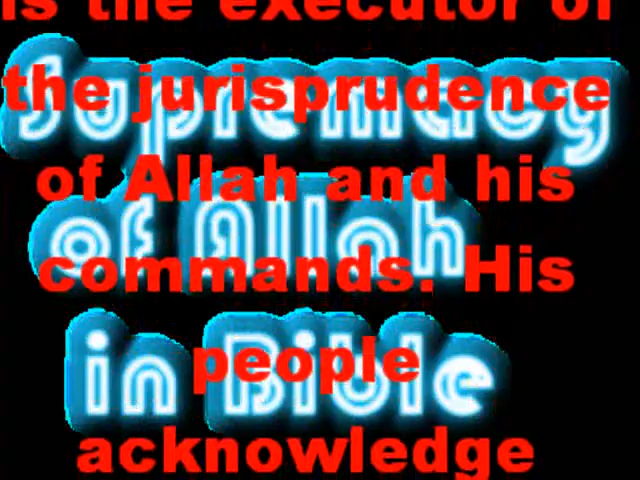 is the executor of
the jurisprudence
of Allah and his
commands. His
people
acknowledge
Supremacy
of Allah
in Bible